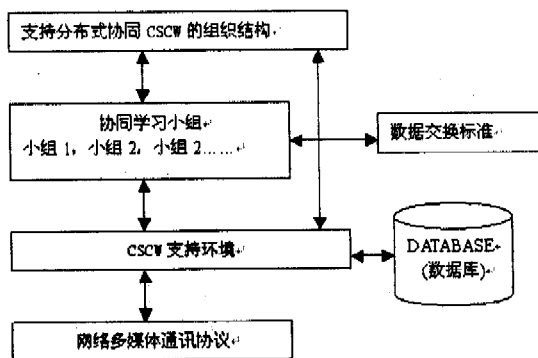 支持分布式协同 CSCW 的组织结构
协同学习小组
小组 1，小组 2，小组 2……
数据交换标准
CSCW 支持环境
DATABASE
(数据库)
网络多媒体通讯协议